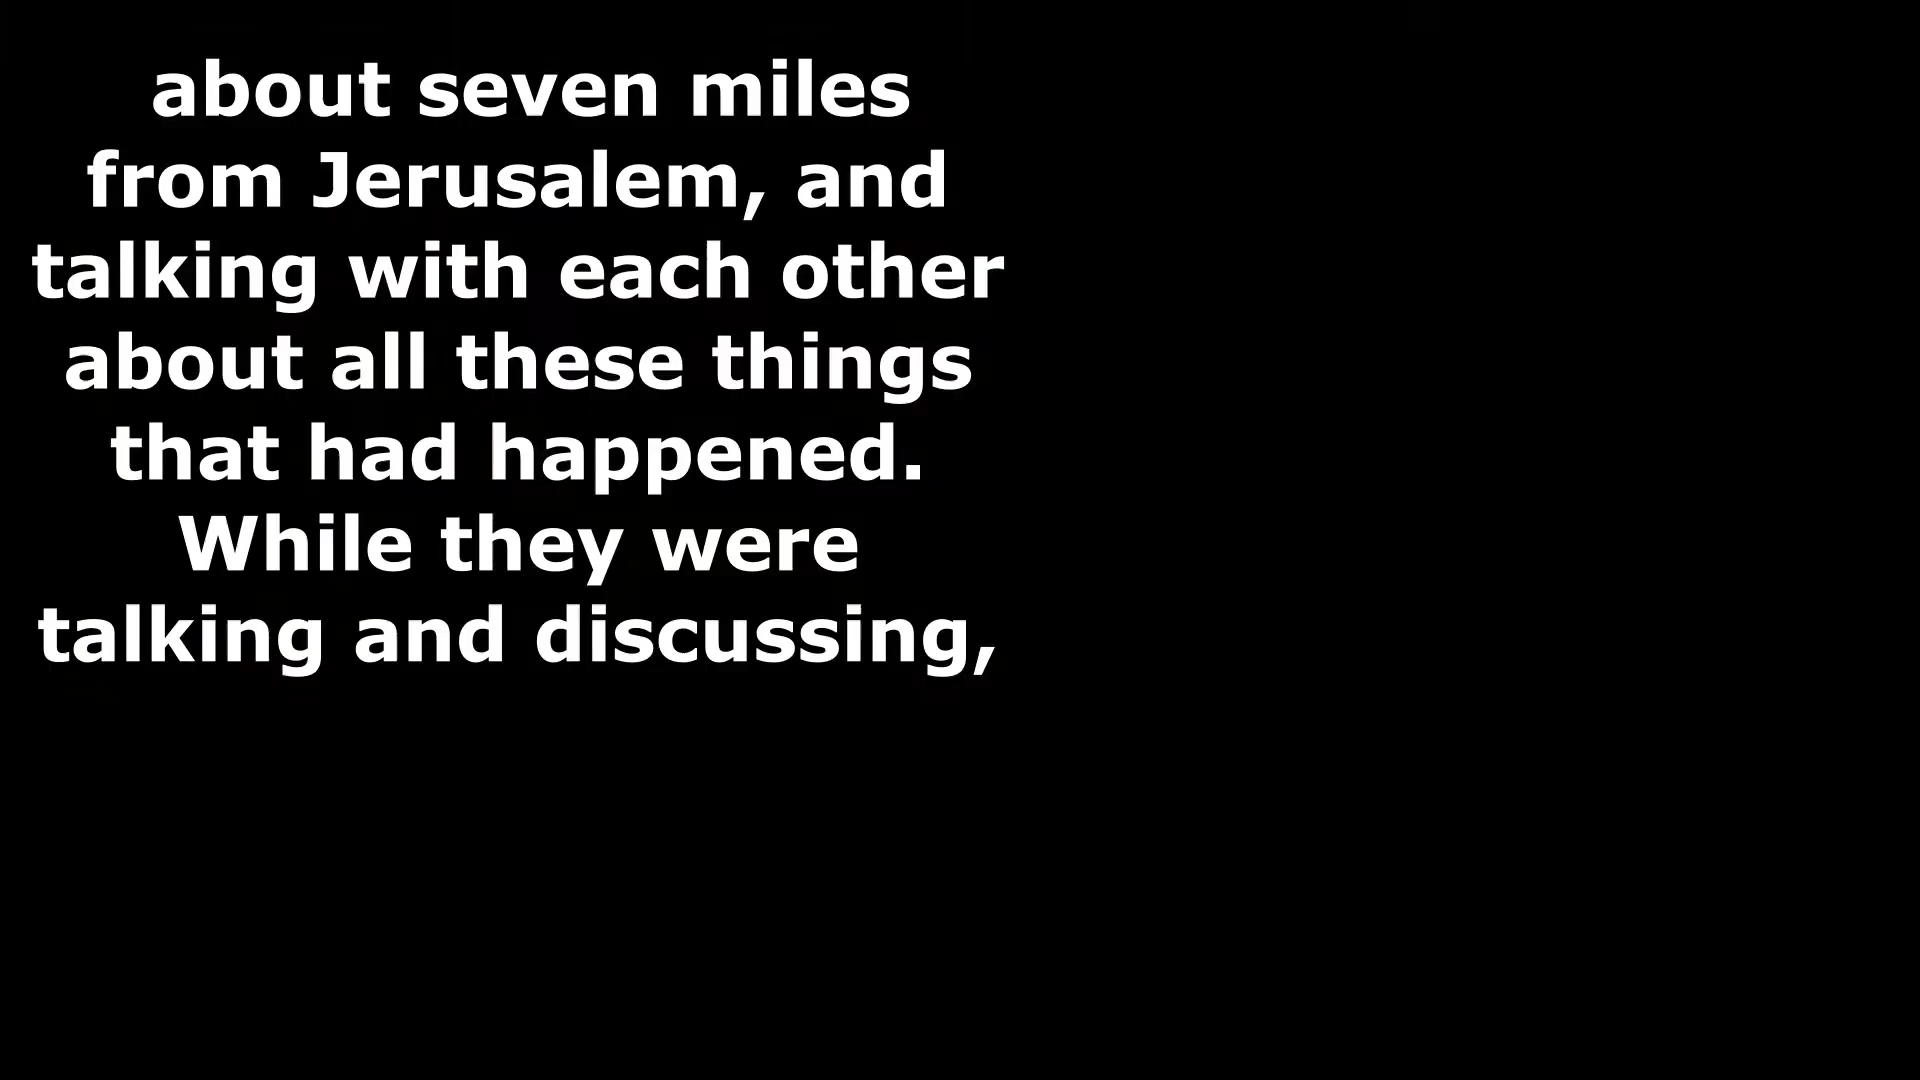 about seven miles
from Jerusalem, and
talking with each other
about all these things
that had happened.
While they were
talking and discussing,